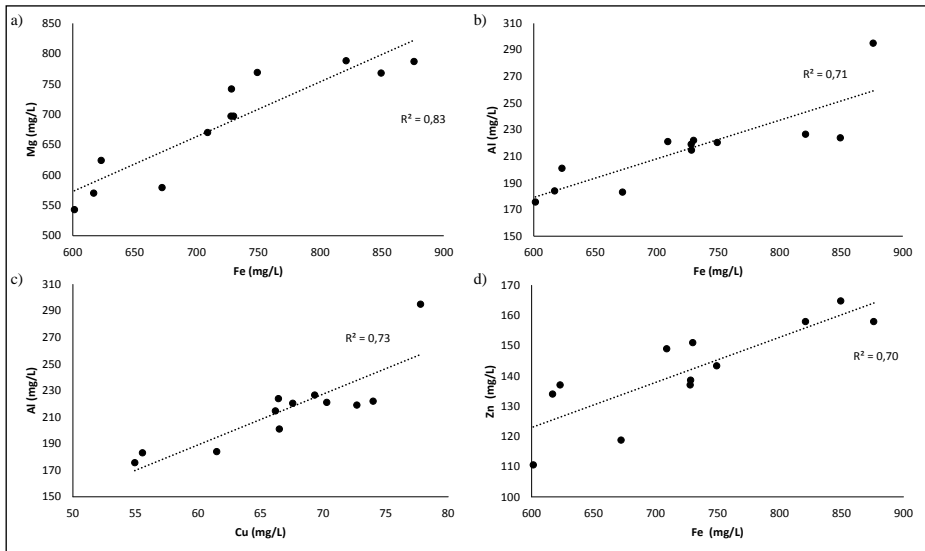 a)
850
800
750
700
650
600
550
500
Mg (mg/L)
R² = 0,83
600 650 700 750 800 850 900
Fe (mg/L)
b)
310
290
270
250
230
210
190
170
150
Al (mg/L)
R² = 0,71
600 650 700 750 800 850 900
Fe (mg/L)
c)
310
290
270
250
230
210
190
170
150
Al (mg/L)
R² = 0,73
50 55 60 65 70 75 80
Cu (mg/L)
d)
170
160
150
140
130
120
110
100
Zn (mg/L)
R² = 0,70
600 650 700 750 800 850 900
Fe (mg/L)